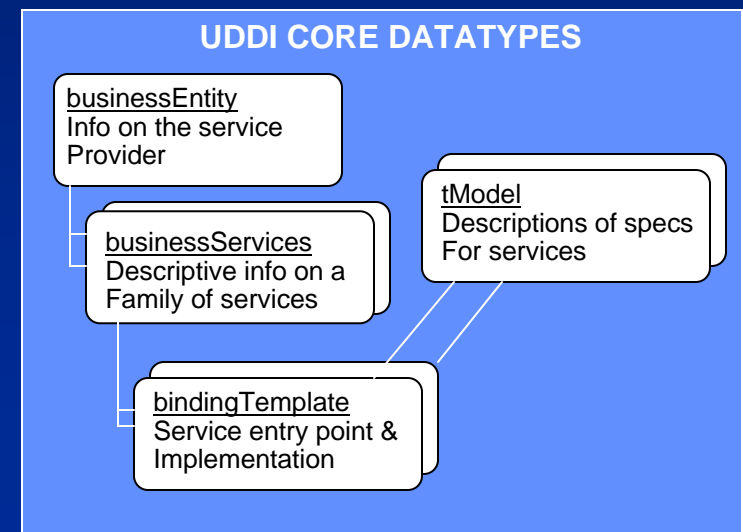 UDDI CORE DATATYPES
businessEntity
Info on the service
Provider
tModel
Descriptions of specs
For services
businessServices
Descriptive info on a
Family of services
bindingTemplate
Service entry point &
Implementation